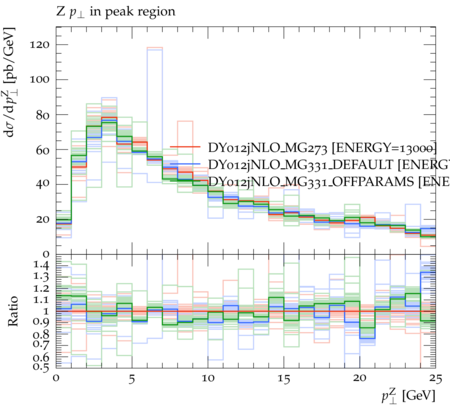 Z p⊥ in peak region
dσ/dp⊥^Z [pb/GeV]
120
100
80
60
40
20
0
DY012jNLO_MG273 [ENERGY=13000]
DY012jNLO_MG331_DEFAULT [ENERGY
DY012jNLO_MG331_OFFPARAMS [ENE
Ratio
1.4
1.3
1.2
1.1
1
0.9
0.8
0.7
0.6
0.5
0 5 10 15 20 25
p⊥^Z [GeV]